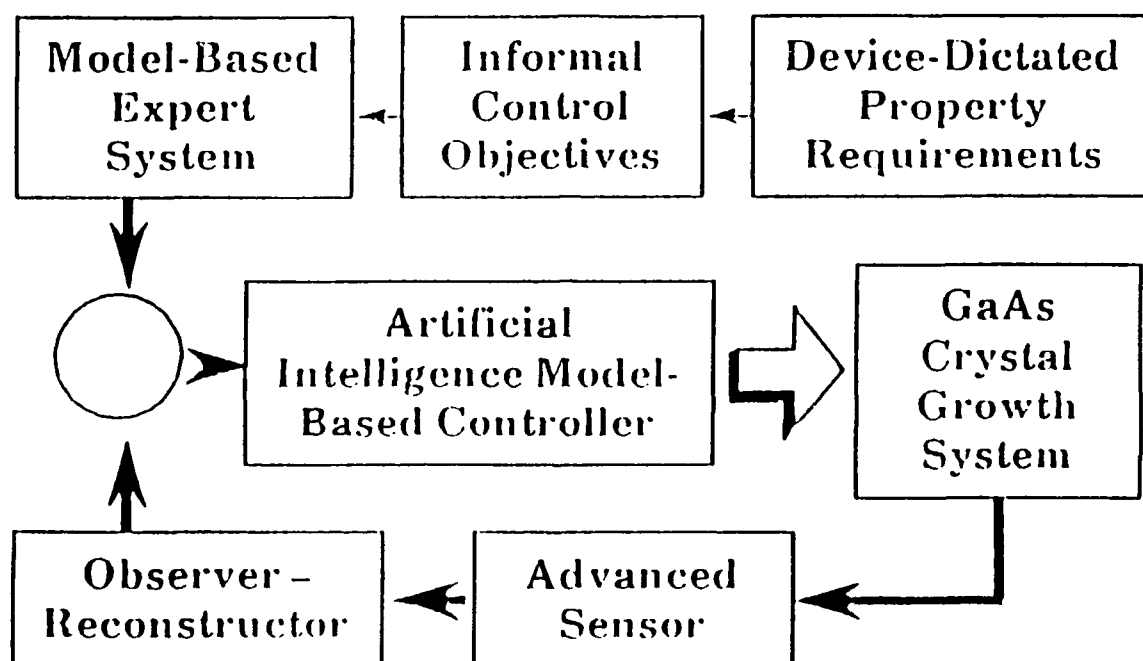 Model-Based
Expert
System
Informal
Control
Objectives
Device-Dictated
Property
Requirements
Artificial
Intelligence Model-
Based Controller
GaAs
Crystal
Growth
System
Observer –
Reconstructor
Advanced
Sensor